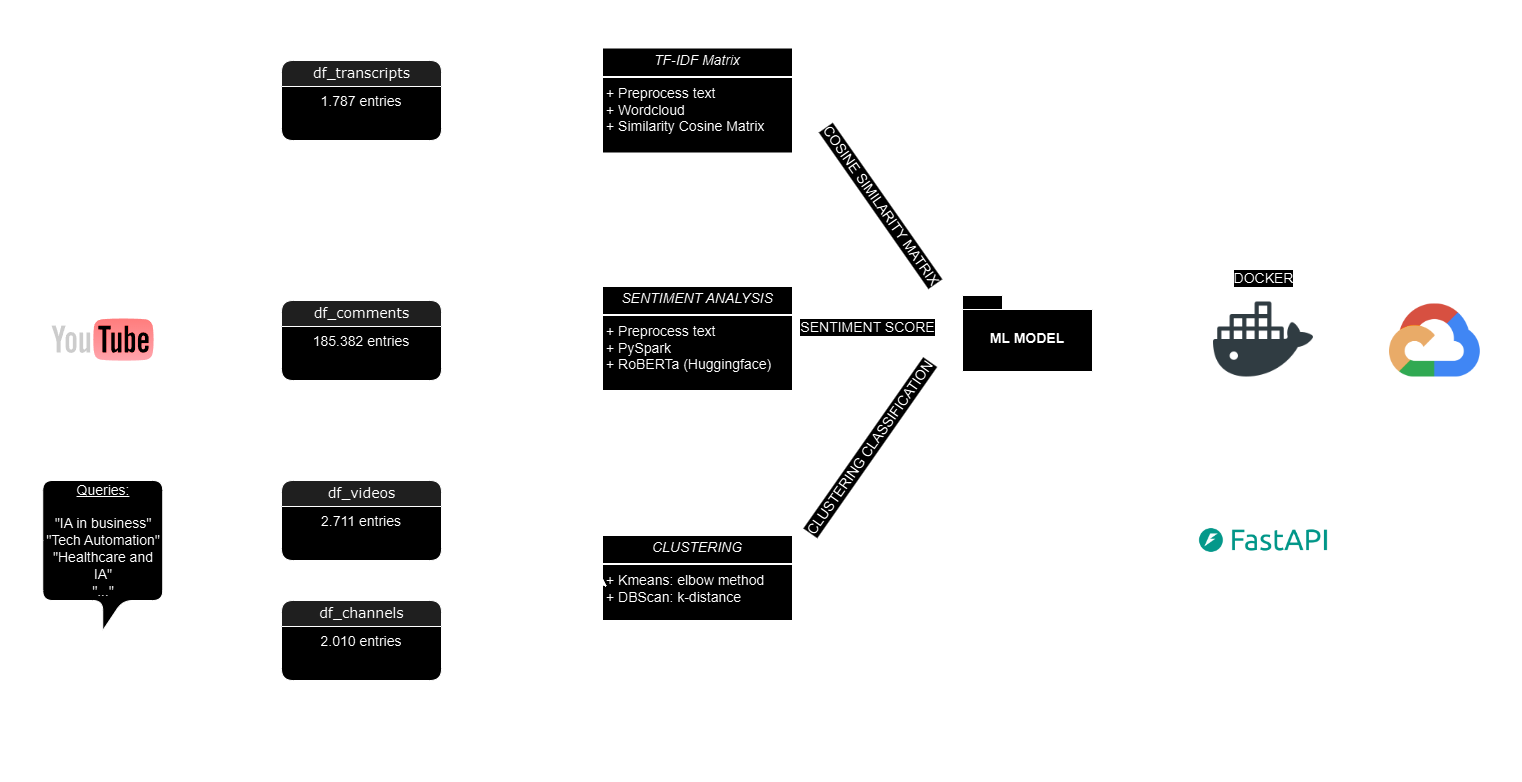 df_transcripts
1.787 entries
TF-IDF Matrix
+ Preprocess text
+ Wordcloud
+ Similarity Cosine Matrix
COSINE SIMILARITY MATRIX
YouTube
df_comments
185.382 entries
SENTIMENT ANALYSIS
+ Preprocess text
+ PySpark
+ RoBERTa (Huggingface)
SENTIMENT SCORE
ML MODEL
DOCKER
Queries:
"IA in business"
"Tech Automation"
"Healthcare and
IA"
"..."
df_videos
2.711 entries
df_channels
2.010 entries
CLUSTERING
+ Kmeans: elbow method
+ DBScan: k-distance
CLUSTERING CLASSIFICATION
FastAPI